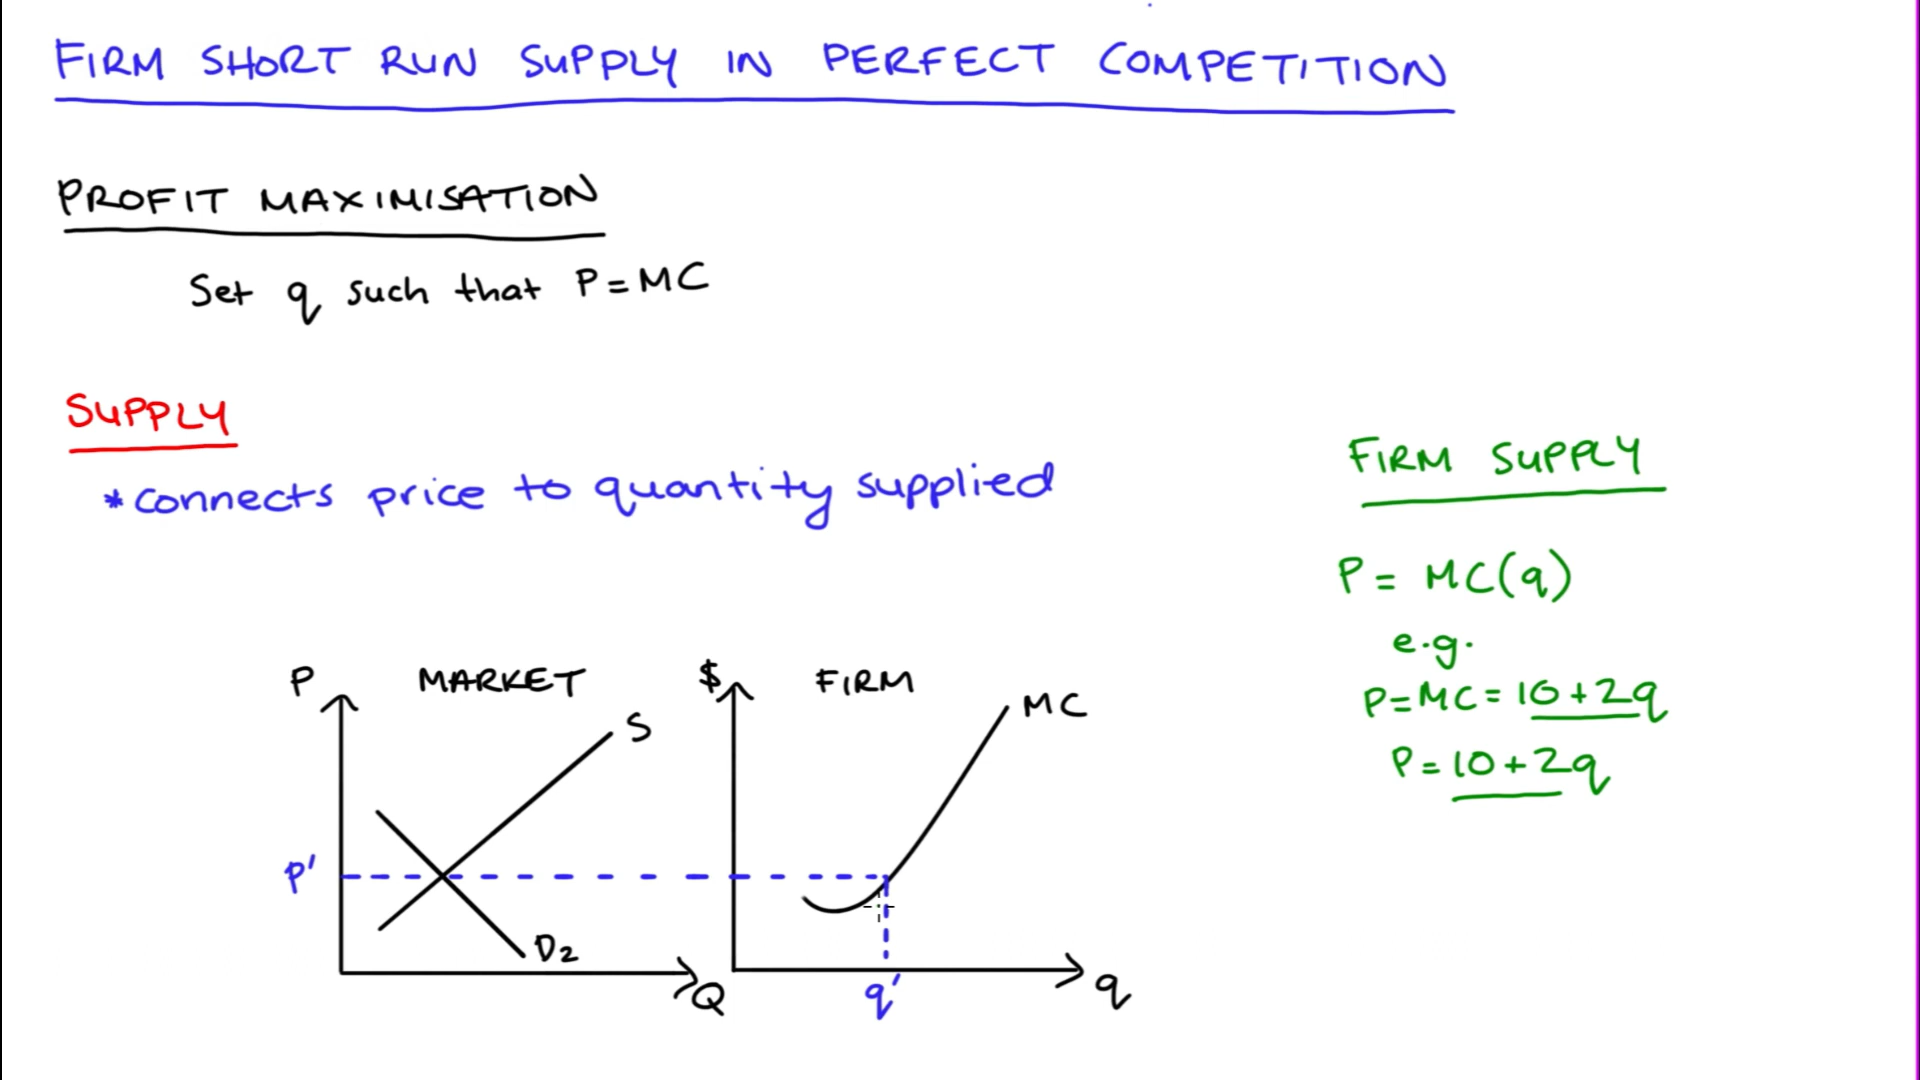 FIRM SHORT RUN SUPPLY IN PERFECT COMPETITION
PROFIT MAXIMISATION
Set q such that P=MC
SUPPLY
*connects price to quantity supplied
FIRM SUPPLY
P = MC(q)
e.g.
P=MC=10+2q
P=10+2q
P MARKET
S
P'
D2
Q
$ FIRM
MC
q'
q